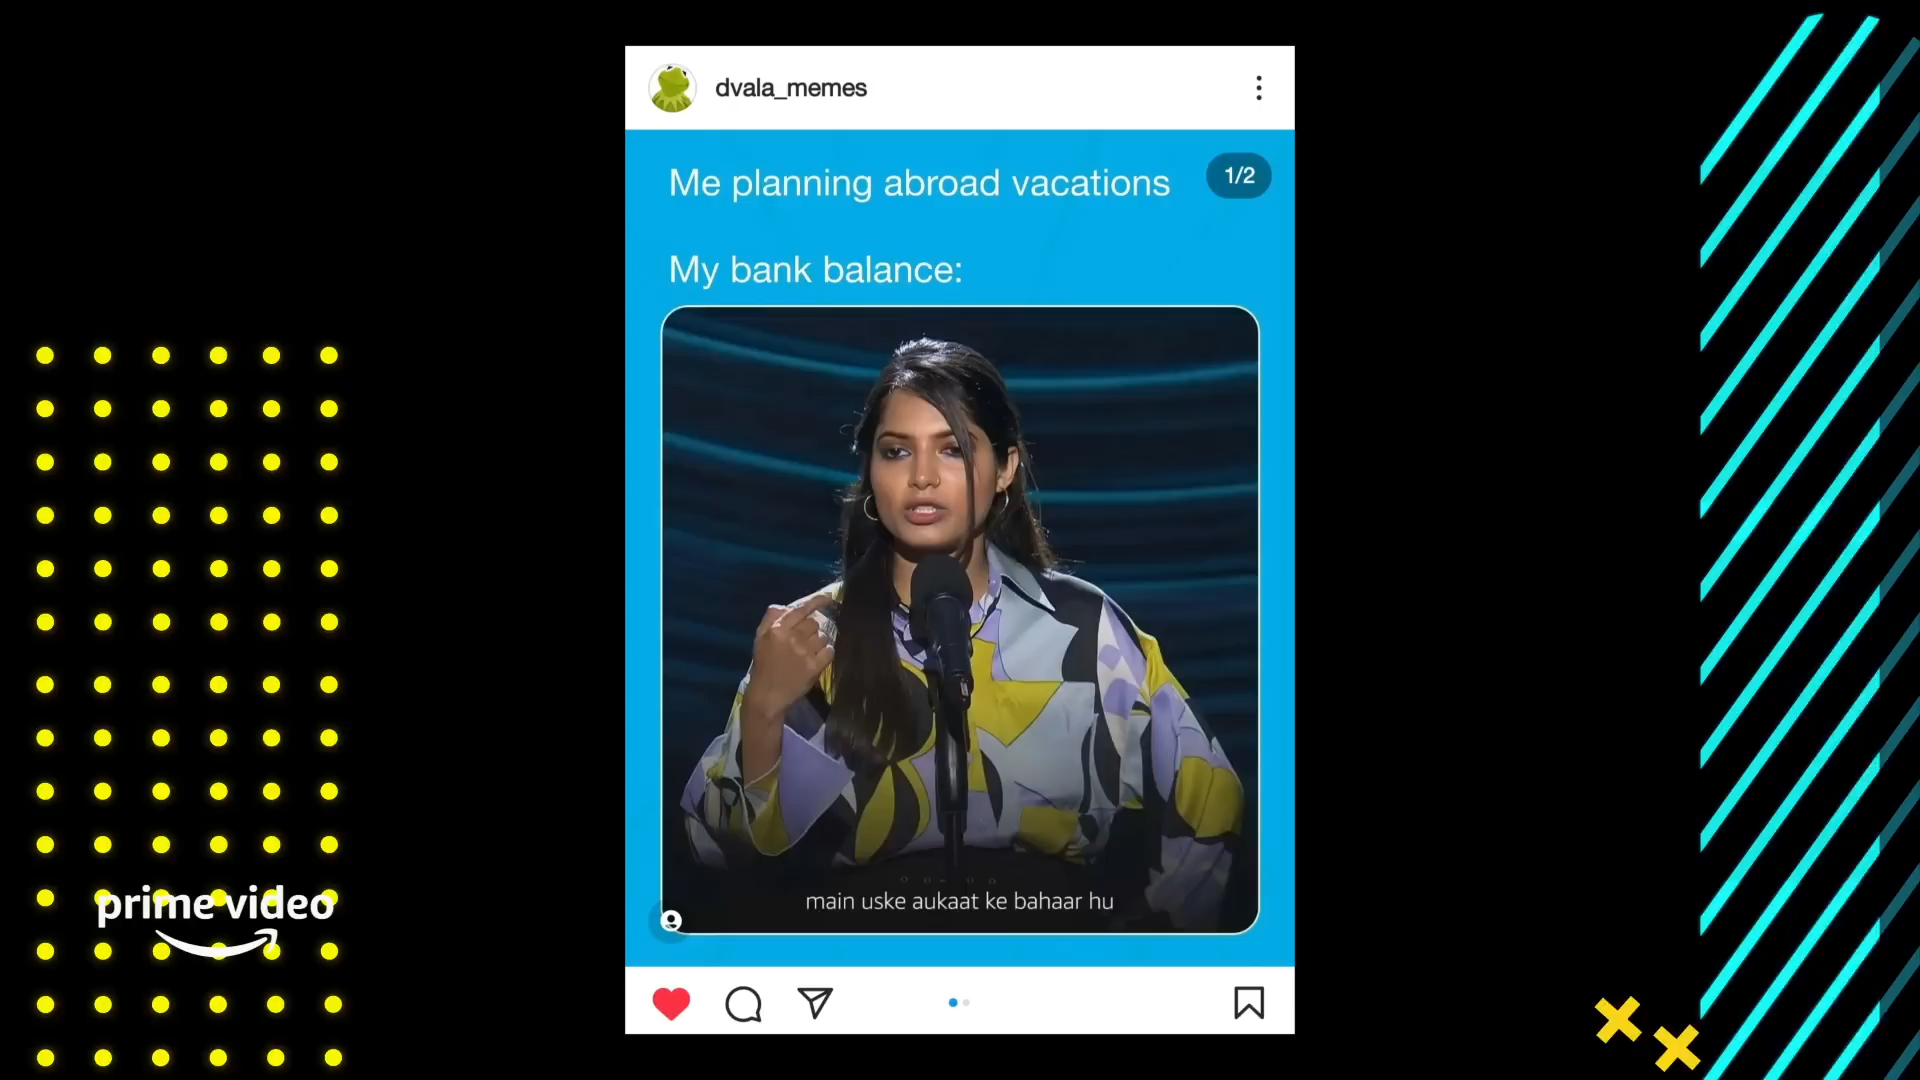 dvala_memes
Me planning abroad vacations
1/2
My bank balance:
main uske aukaat ke bahaar hu
prime video